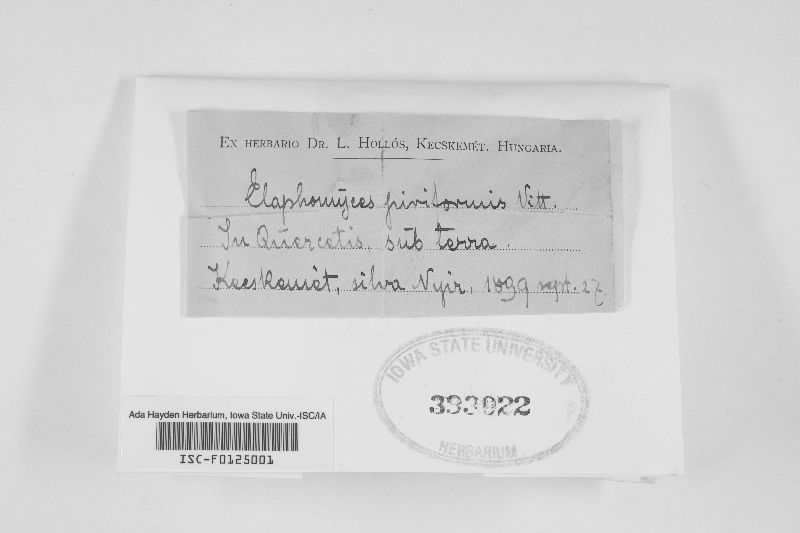 Ex herbario Dr. L. Hollós, Kecskemét. Hungaria.
Elaphomyces piriformis Vitt.
In Quercetis sub terra.
Kecskemét, silva Nyir, 1899 sept. 27.
IOWA STATE UNIVERSITY
393822
HERBARIUM
Ada Hayden Herbarium, Iowa State Univ.-ISC/IA
ISC-F0125001